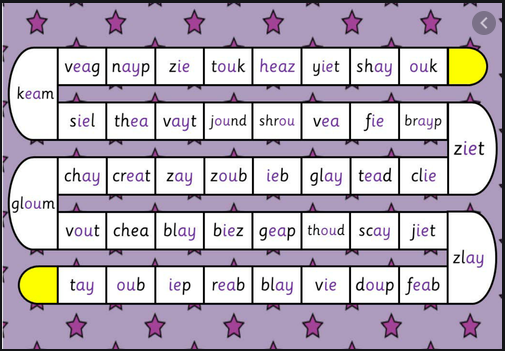 veag nayp zie touk heaz yiet shay ouk
keam
siel thea vayt jound shrou vea fie brayp
ziet
chay creat zay zoub ieb glay tead clie
gloum
vout chea blay biez geap thoud scay jiet
zlay
tay oub iep reab blay vie doup feab